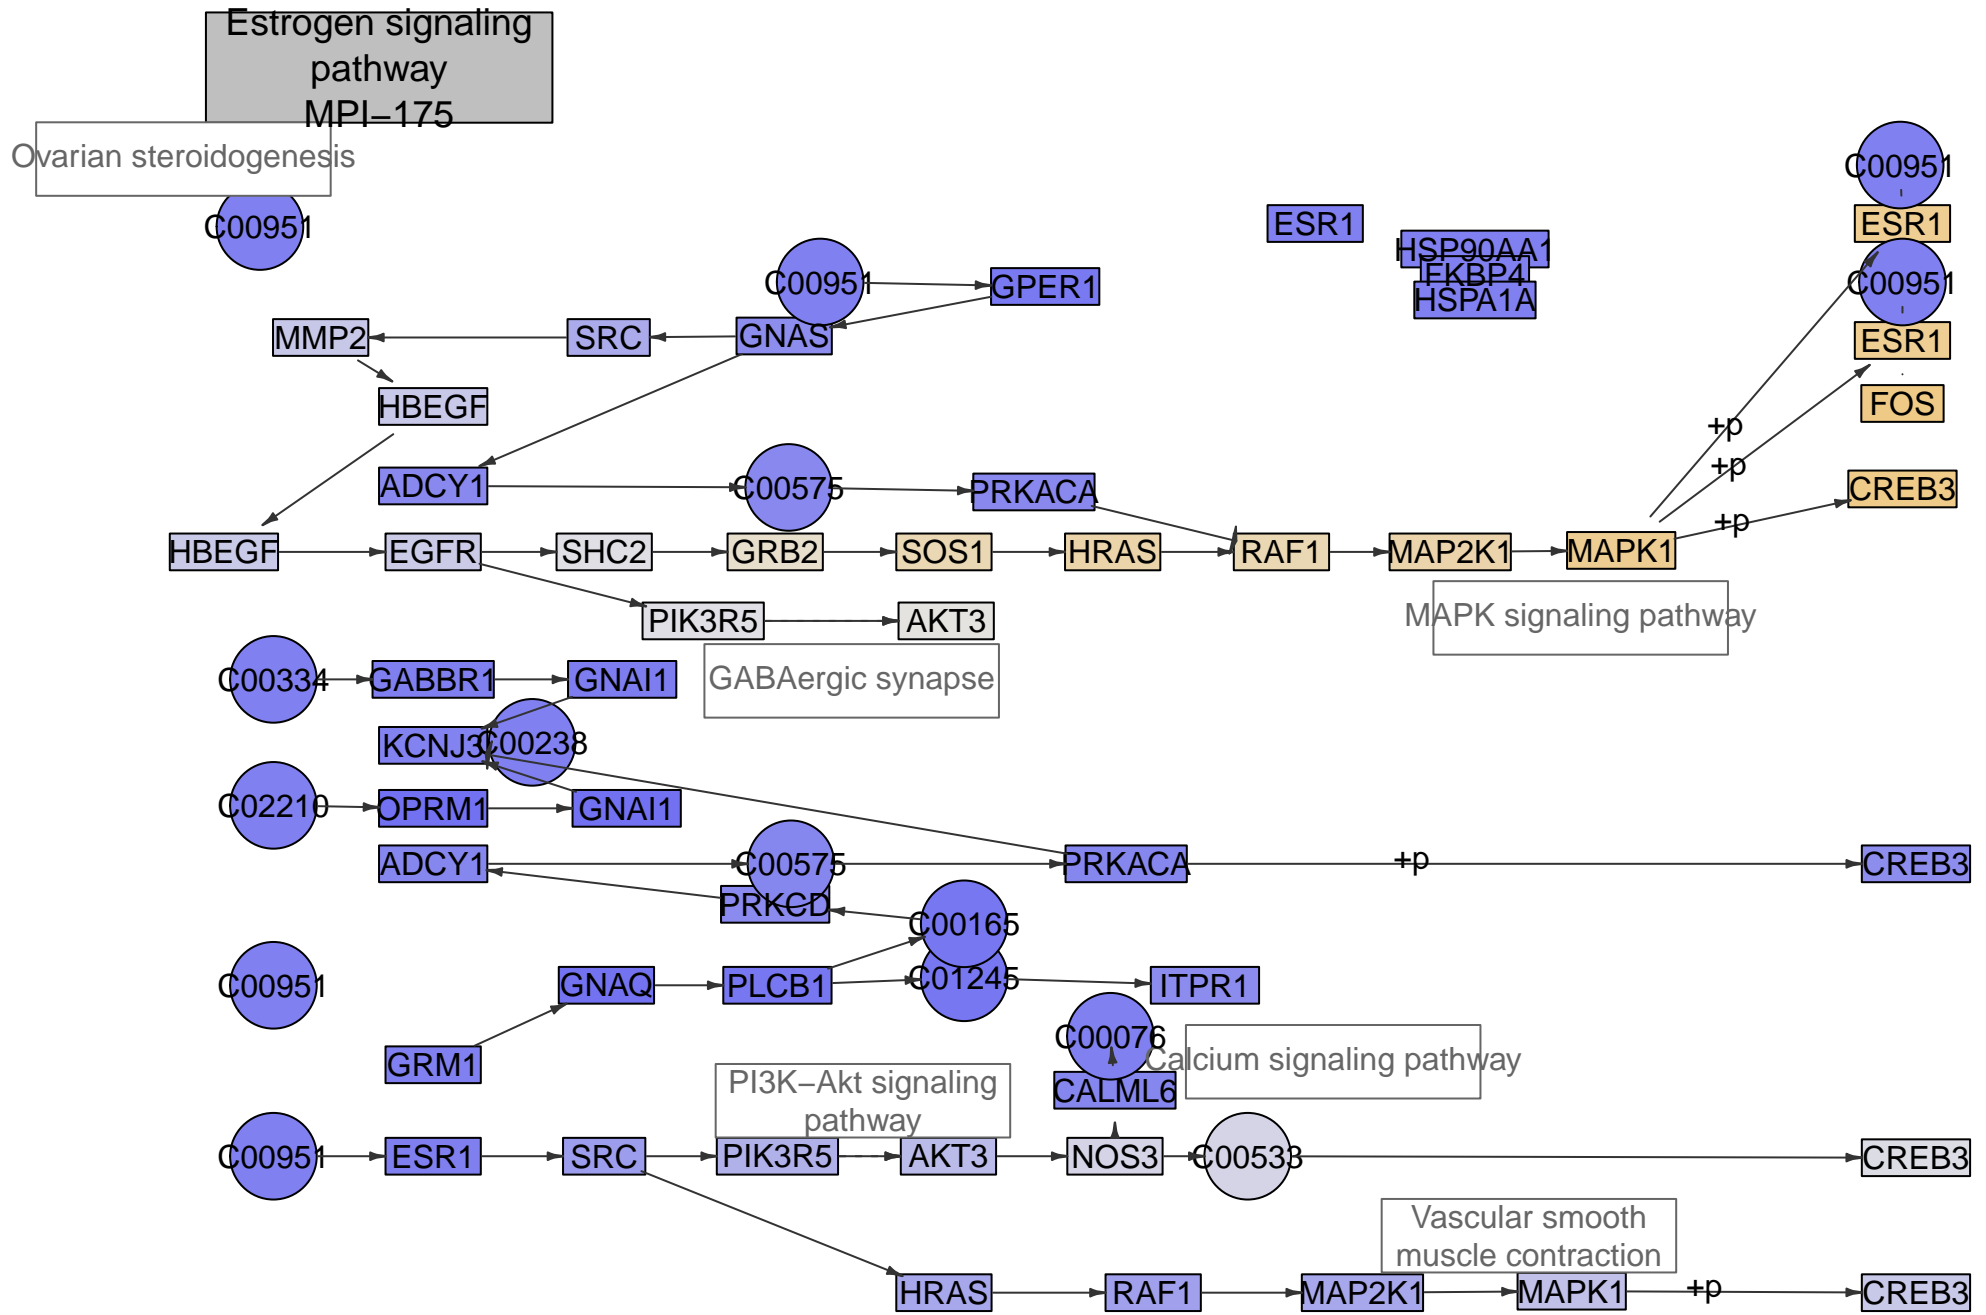 Estrogen signaling
pathway
MPI−175
Ovarian steroidogenesis
C00951
C00951
ESR1
C00951
ESR1
HSP90AA1
FKBP4
HSPA1A
C00951
GPER1
C00951
ESR1
MMP2
SRC
GNAS
HBEGF
FOS
+p
+p
+p
ADCY1
C00575
PRKACA
CREB3
HBEGF
EGFR
SHC2
GRB2
SOS1
HRAS
RAF1
MAP2K1
MAPK1
PIK3R5
AKT3
MAPK signaling pathway
C00334
GABBR1
GNAI1
GABAergic synapse
KCNJ3
C00238
C02210
OPRM1
GNAI1
ADCY1
C00575
PRKACA
+p
CREB3
PRKCD
C00165
C00951
GNAQ
PLCB1
C01245
ITPR1
C00076
Calcium signaling pathway
GRM1
CALML6
PI3K−Akt signaling
pathway
C00951
ESR1
SRC
PIK3R5
AKT3
NOS3
C00533
CREB3
Vascular smooth
muscle contraction
HRAS
RAF1
MAP2K1
MAPK1
+p
CREB3